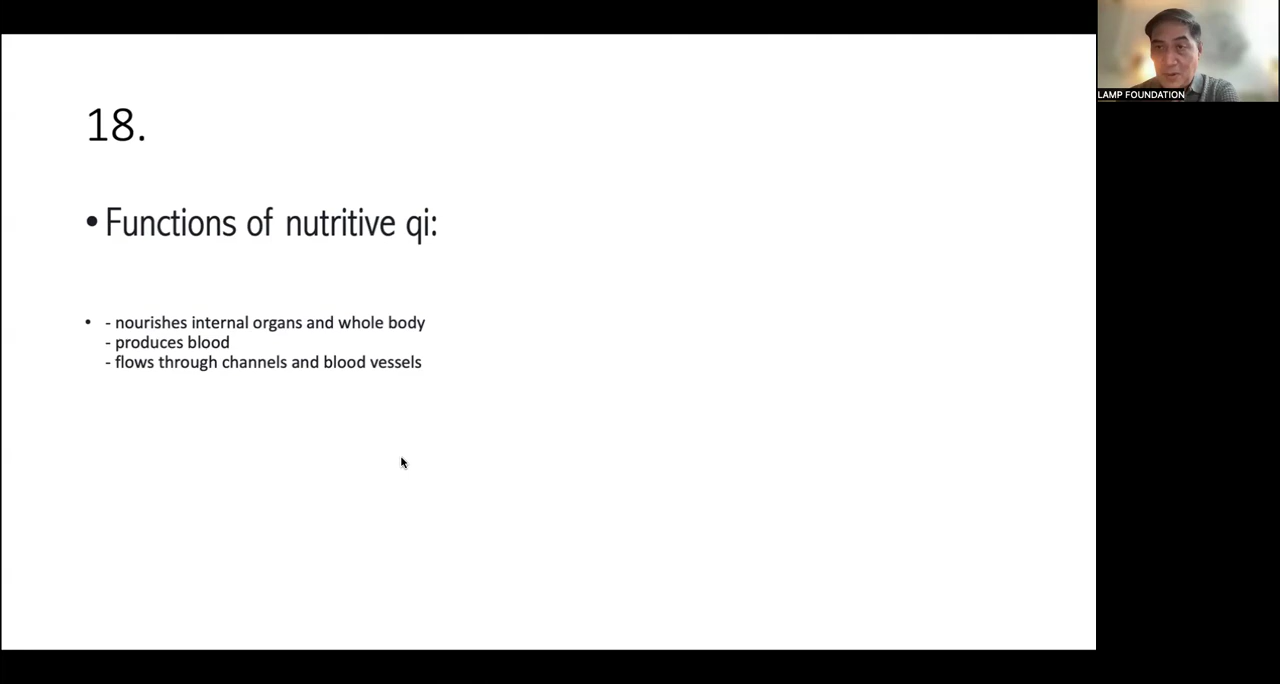 18.
• Functions of nutritive qi:
• - nourishes internal organs and whole body
- produces blood
- flows through channels and blood vessels
LAMP FOUNDATION